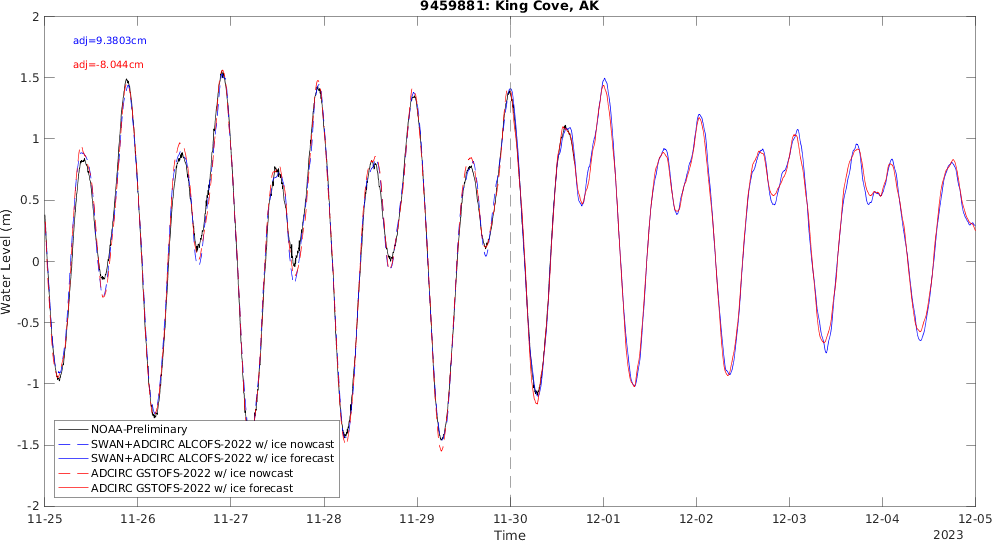 9459881: King Cove, AK
adj=9.3803cm
adj=-8.044cm
Water Level (m)
2
1.5
1
0.5
0
-0.5
-1
-1.5
-2
NOAA-Preliminary
SWAN+ADCIRC ALCOFS-2022 w/ ice nowcast
SWAN+ADCIRC ALCOFS-2022 w/ ice forecast
ADCIRC GSTOFS-2022 w/ ice nowcast
ADCIRC GSTOFS-2022 w/ ice forecast
11-25 11-26 11-27 11-28 11-29 11-30 12-01 12-02 12-03 12-04 12-05
Time
2023